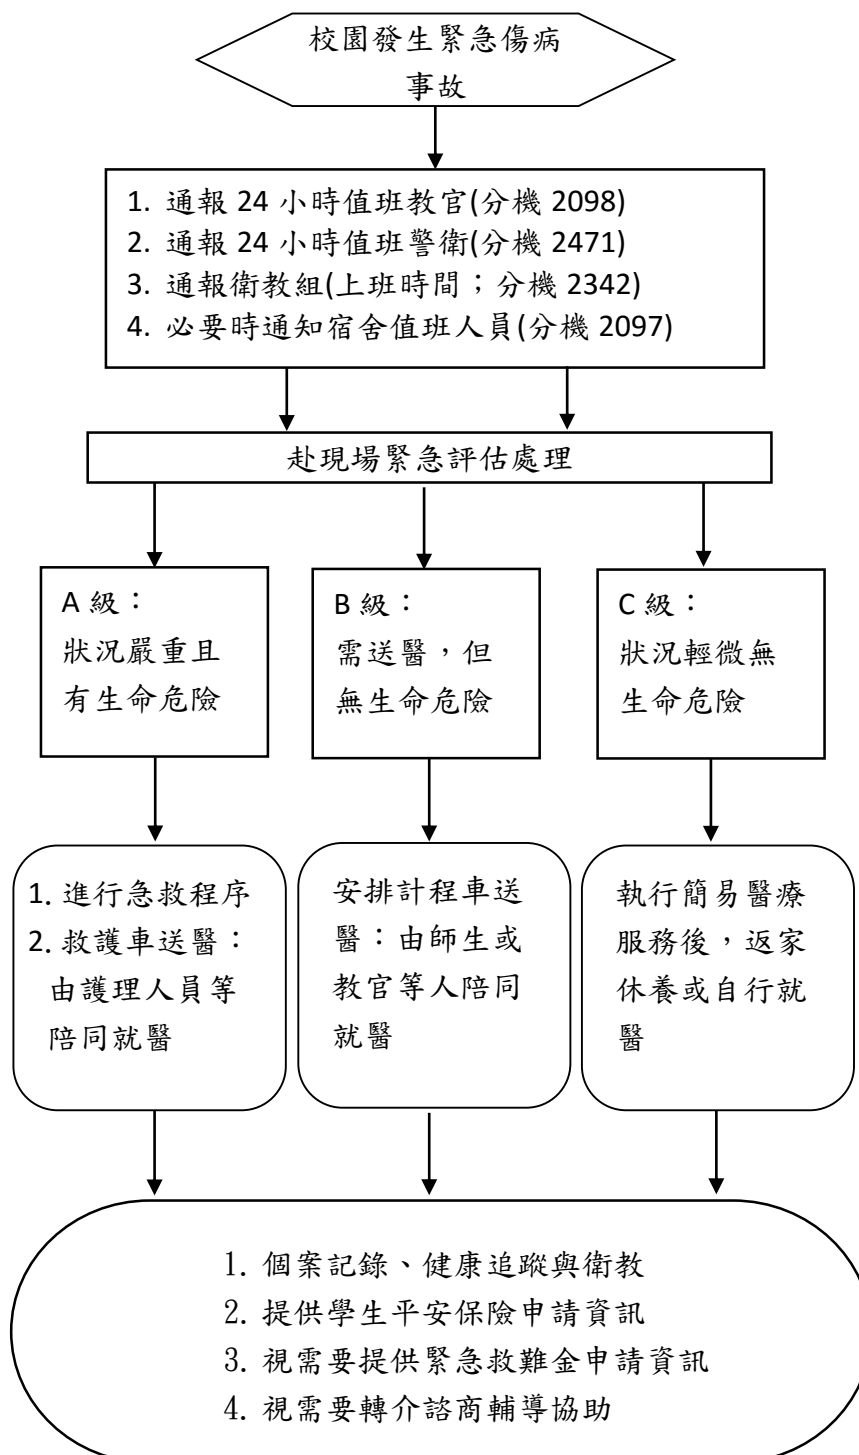 校園發生緊急傷病
事故
1. 通報 24 小時值班教官(分機 2098)
2. 通報 24 小時值班警衛(分機 2471)
3. 通報衛教組(上班時間；分機 2342)
4. 必要時通知宿舍值班人員(分機 2097)
赴現場緊急評估處理
A 級：
狀況嚴重且
有生命危險
B 級：
需送醫，但
無生命危險
C 級：
狀況輕微無
生命危險
1. 進行急救程序
2. 救護車送醫：
由護理人員等
陪同就醫
安排計程車送
醫：由師生或
教官等人陪同
就醫
執行簡易醫療
服務後，返家
休養或自行就
醫
1. 個案記錄、健康追蹤與衛教
2. 提供學生平安保險申請資訊
3. 視需要提供緊急救難金申請資訊
4. 視需要轉介諮商輔導協助